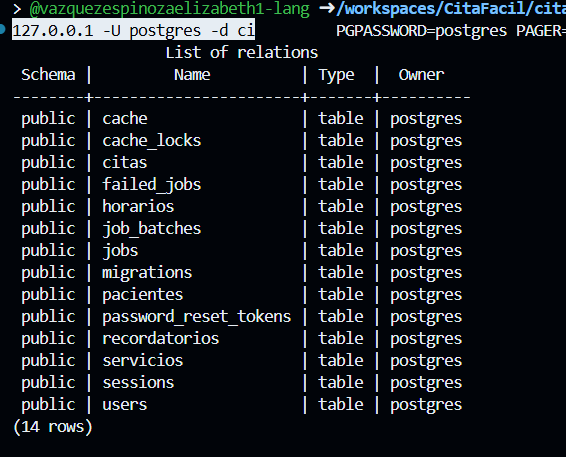 > @vazquezespinozaelizabeth1-lang ➜/workspaces/CitaFacil/cita
127.0.0.1 -U postgres -d ci PGPASSWORD=postgres PAGER=
List of relations
Schema | Name | Type | Owner
--------+-----------------------+-------+----------
public | cache | table | postgres
public | cache_locks | table | postgres
public | citas | table | postgres
public | failed_jobs | table | postgres
public | horarios | table | postgres
public | job_batches | table | postgres
public | jobs | table | postgres
public | migrations | table | postgres
public | pacientes | table | postgres
public | password_reset_tokens | table | postgres
public | recordatorios | table | postgres
public | servicios | table | postgres
public | sessions | table | postgres
public | users | table | postgres
(14 rows)